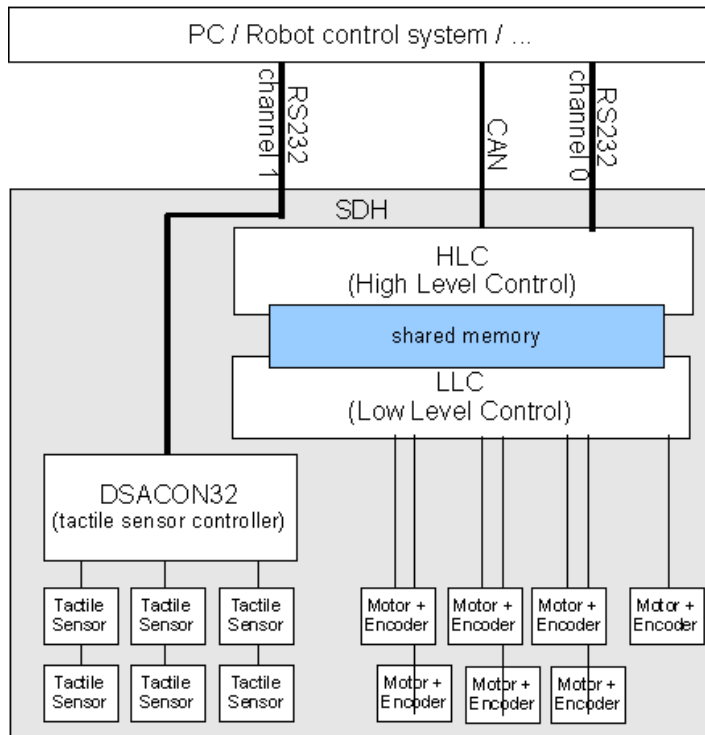 PC / Robot control system / ...
RS232
channel 1
CAN
RS232
channel 0
SDH
HLC
(High Level Control)
shared memory
LLC
(Low Level Control)
DSACON32
(tactile sensor controller)
Tactile
Sensor
Tactile
Sensor
Tactile
Sensor
Motor +
Encoder
Motor +
Encoder
Motor +
Encoder
Motor +
Encoder
Tactile
Sensor
Tactile
Sensor
Tactile
Sensor
Motor +
Encoder
Motor +
Encoder
Motor +
Encoder